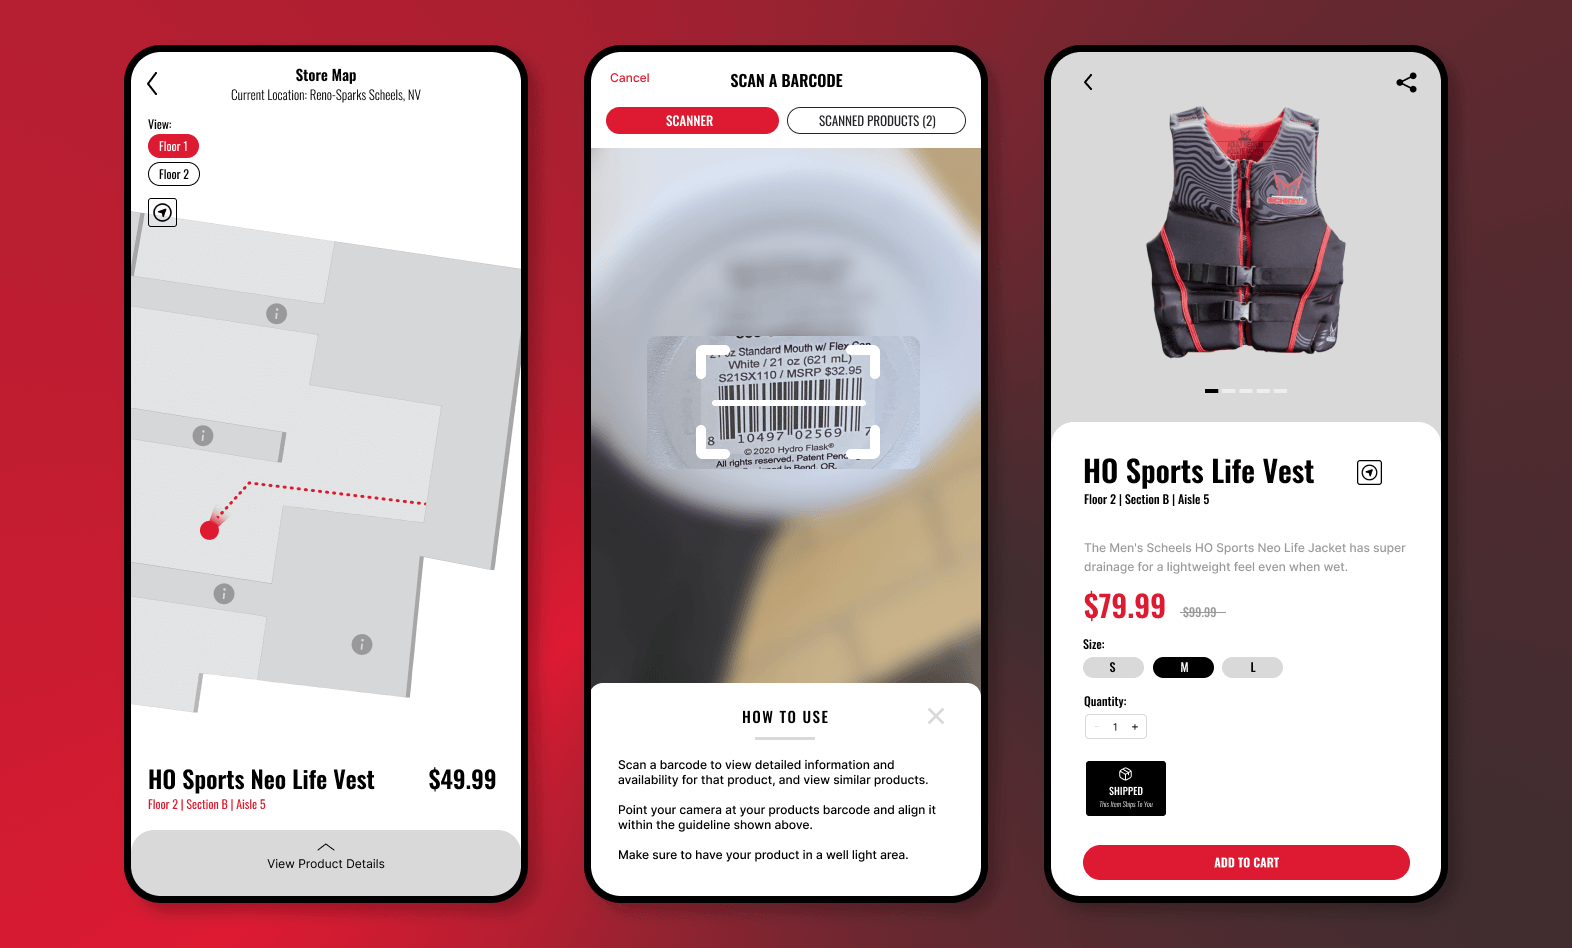 Store Map
Current Location: Reno-Sparks Scheels, NV
View:
Floor 1
Floor 2
HO Sports Neo Life Vest
$49.99
Floor 2 | Section B | Aisle 5
View Product Details
Cancel
SCAN A BARCODE
SCANNER
SCANNED PRODUCTS (2)
21 oz Standard Mouth w/ Flex Cap
White / 21 oz (621 mL)
S21SX110 / MSRP $32.95
8 10497 02569 7
©2020 Hydro Flask®
All rights reserved. Patent
in Bend, OR.
HOW TO USE
Scan a barcode to view detailed information and
availability for that product, and view similar products.
Point your camera at your products barcode and align it
within the guideline shown above.
Make sure to have your product in a well light area.
HO Sports Life Vest
Floor 2 | Section B | Aisle 5
The Men's Scheels HO Sports Neo Life Jacket has super
drainage for a lightweight feel even when wet.
$79.99
$99.99
Size:
S
M
L
Quantity:
- 1 +
SHIPPED
This Item Ships To You
ADD TO CART